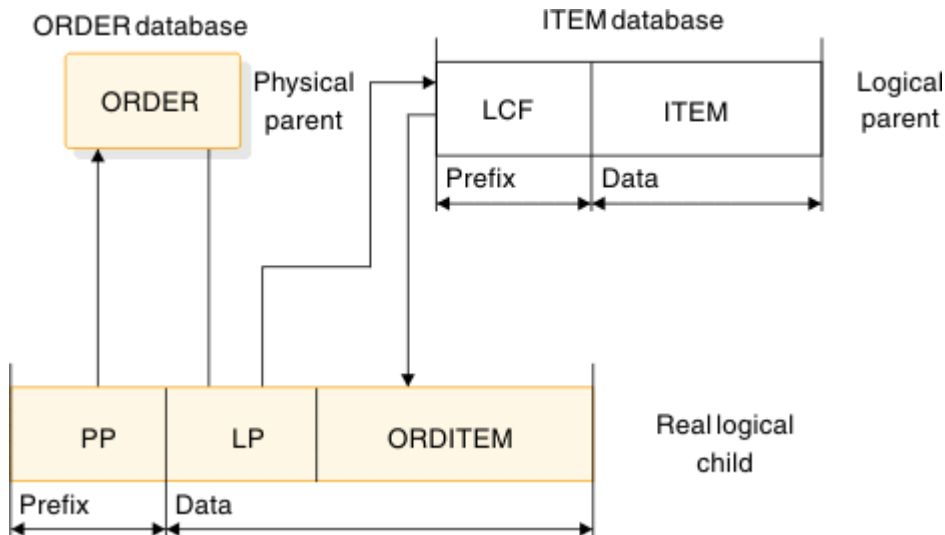 ORDER database
ITEM database
ORDER
Physical
parent
LCF
ITEM
Logical
parent
Prefix
Data
PP
LP
ORDITEM
Real logical
child
Prefix
Data